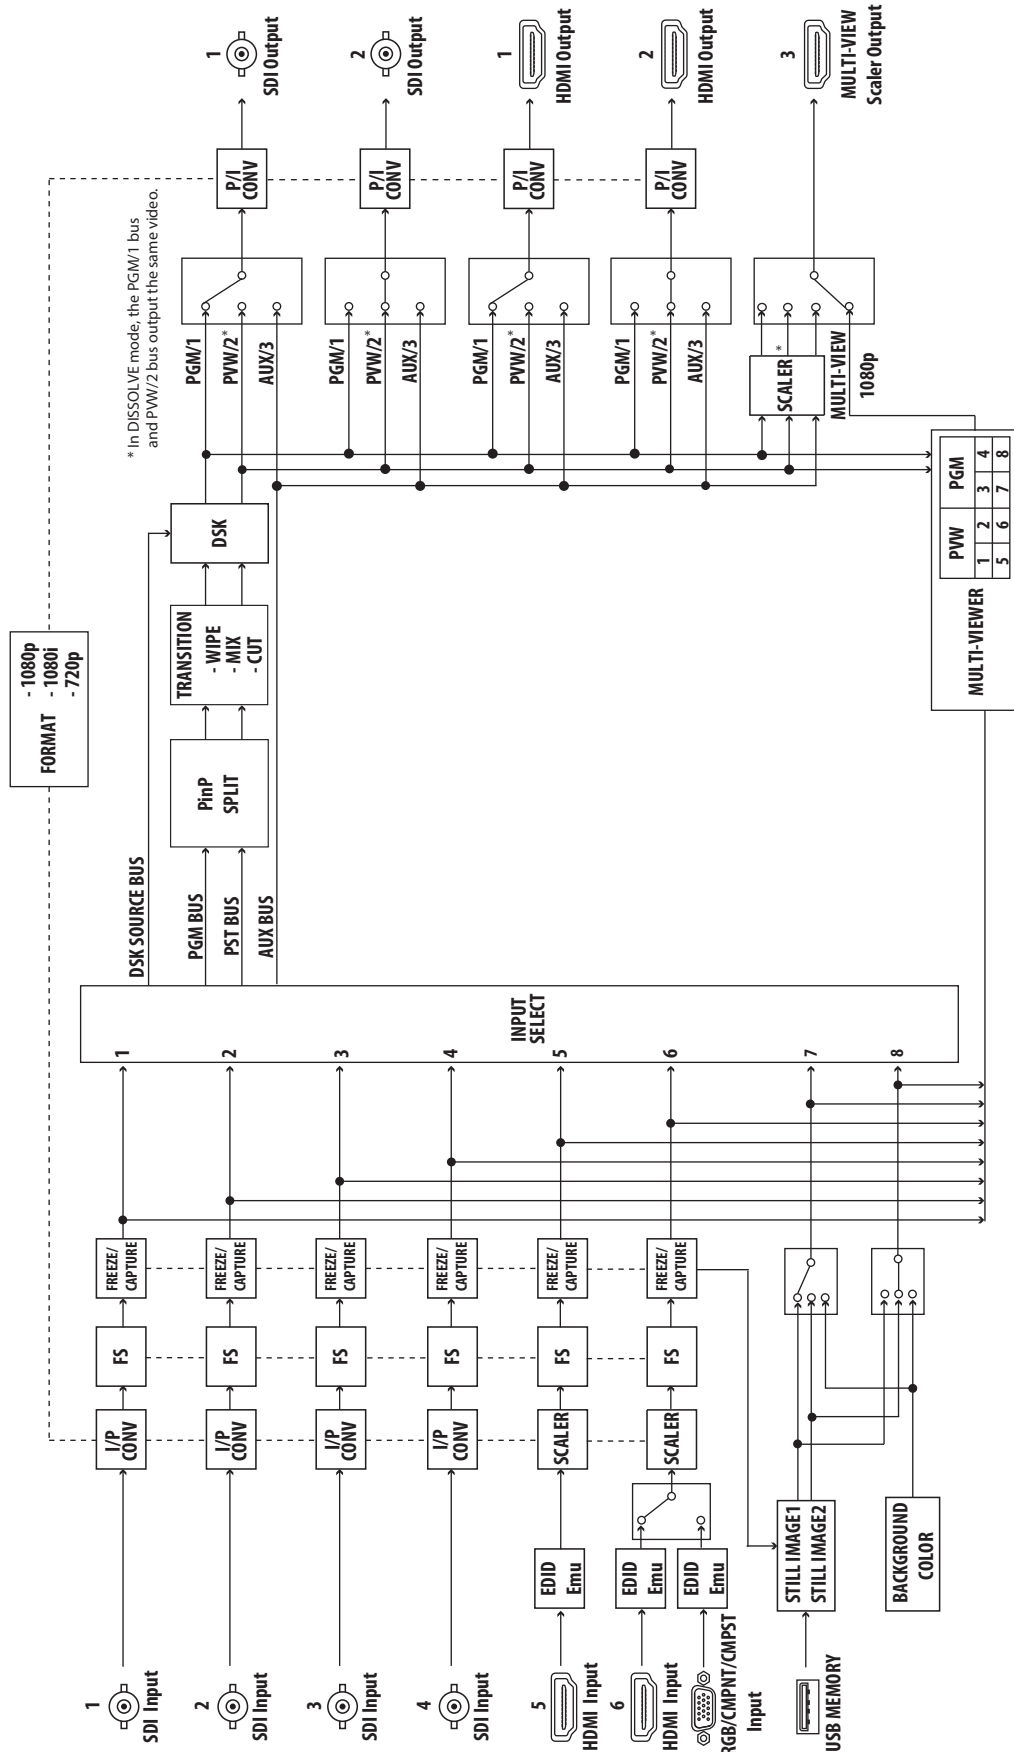 1
SDI Input
2
SDI Input
3
SDI Input
4
SDI Input
5
HDMI Input
6
HDMI Input
RGB/CMPNT/CMPST
Input
USB MEMORY
EDID
Emu
EDID
Emu
EDID
Emu
STILL IMAGE1
STILL IMAGE2
BACKGROUND
COLOR
I/P
CONV
I/P
CONV
I/P
CONV
I/P
CONV
SCALER
SCALER
FS
FS
FS
FS
FS
FS
FREEZE/
CAPTURE
FREEZE/
CAPTURE
FREEZE/
CAPTURE
FREEZE/
CAPTURE
FREEZE/
CAPTURE
FREEZE/
CAPTURE
1
2
3
4
5
6
7
8
INPUT
SELECT
DSK SOURCE BUS
PGM BUS
PST BUS
AUX BUS
FORMAT
- 1080p
- 1080i
- 720p
PinP
SPLIT
TRANSITION
- WIPE
- MIX
- CUT
DSK
MULTI-VIEWER
PVW PGM
1 2 3 4
5 6 7 8
* In DISSOLVE mode, the PGM/1 bus
and PVW/2 bus output the same video.
PGM/1
PVW/2*
AUX/3
PGM/1
PVW/2*
AUX/3
PGM/1
PVW/2*
AUX/3
PGM/1
PVW/2*
AUX/3
SCALER
*
MULTI-VIEW
1080p
P/I
CONV
P/I
CONV
P/I
CONV
P/I
CONV
1
SDI Output
2
SDI Output
1
HDMI Output
2
HDMI Output
3
MULTI-VIEW
Scaler Output